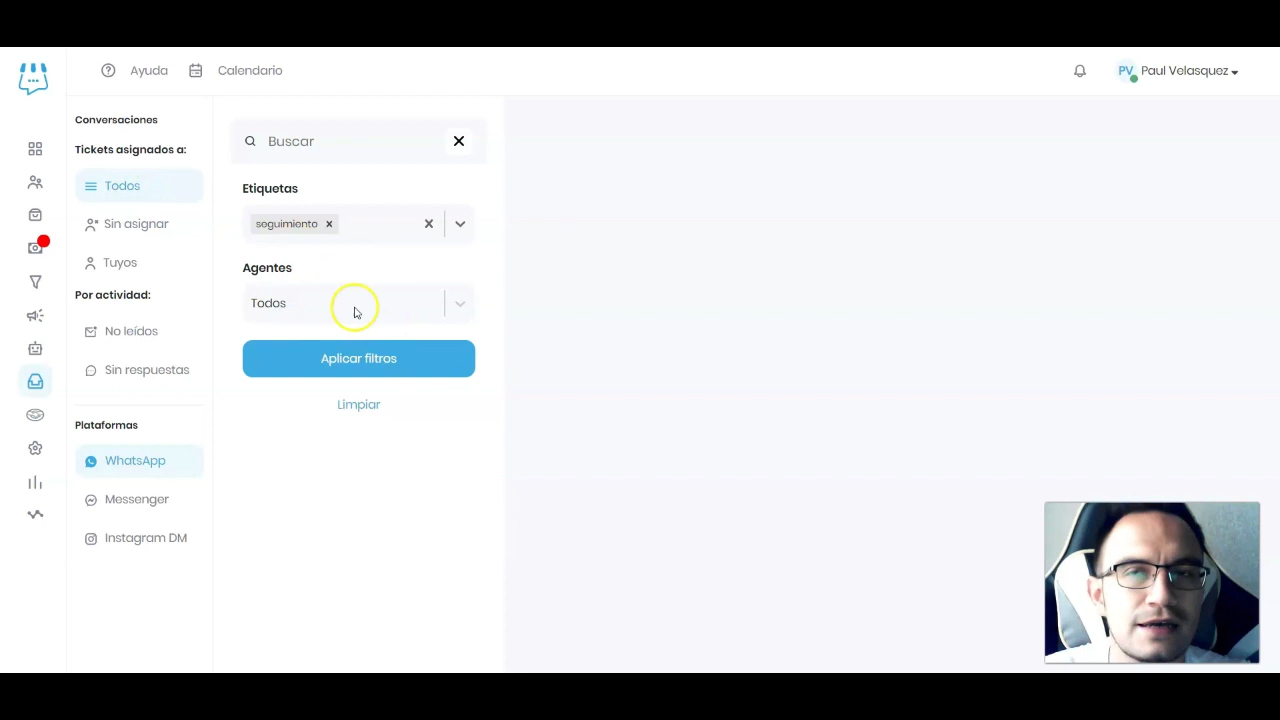 Ayuda
Calendario
PV
Paul Velasquez
Conversaciones
Tickets asignados a:
Todos
Sin asignar
Tuyos
Por actividad:
No leídos
Sin respuestas
Plataformas
WhatsApp
Messenger
Instagram DM
Buscar
Etiquetas
seguimiento
Agentes
Todos
Aplicar filtros
Limpiar